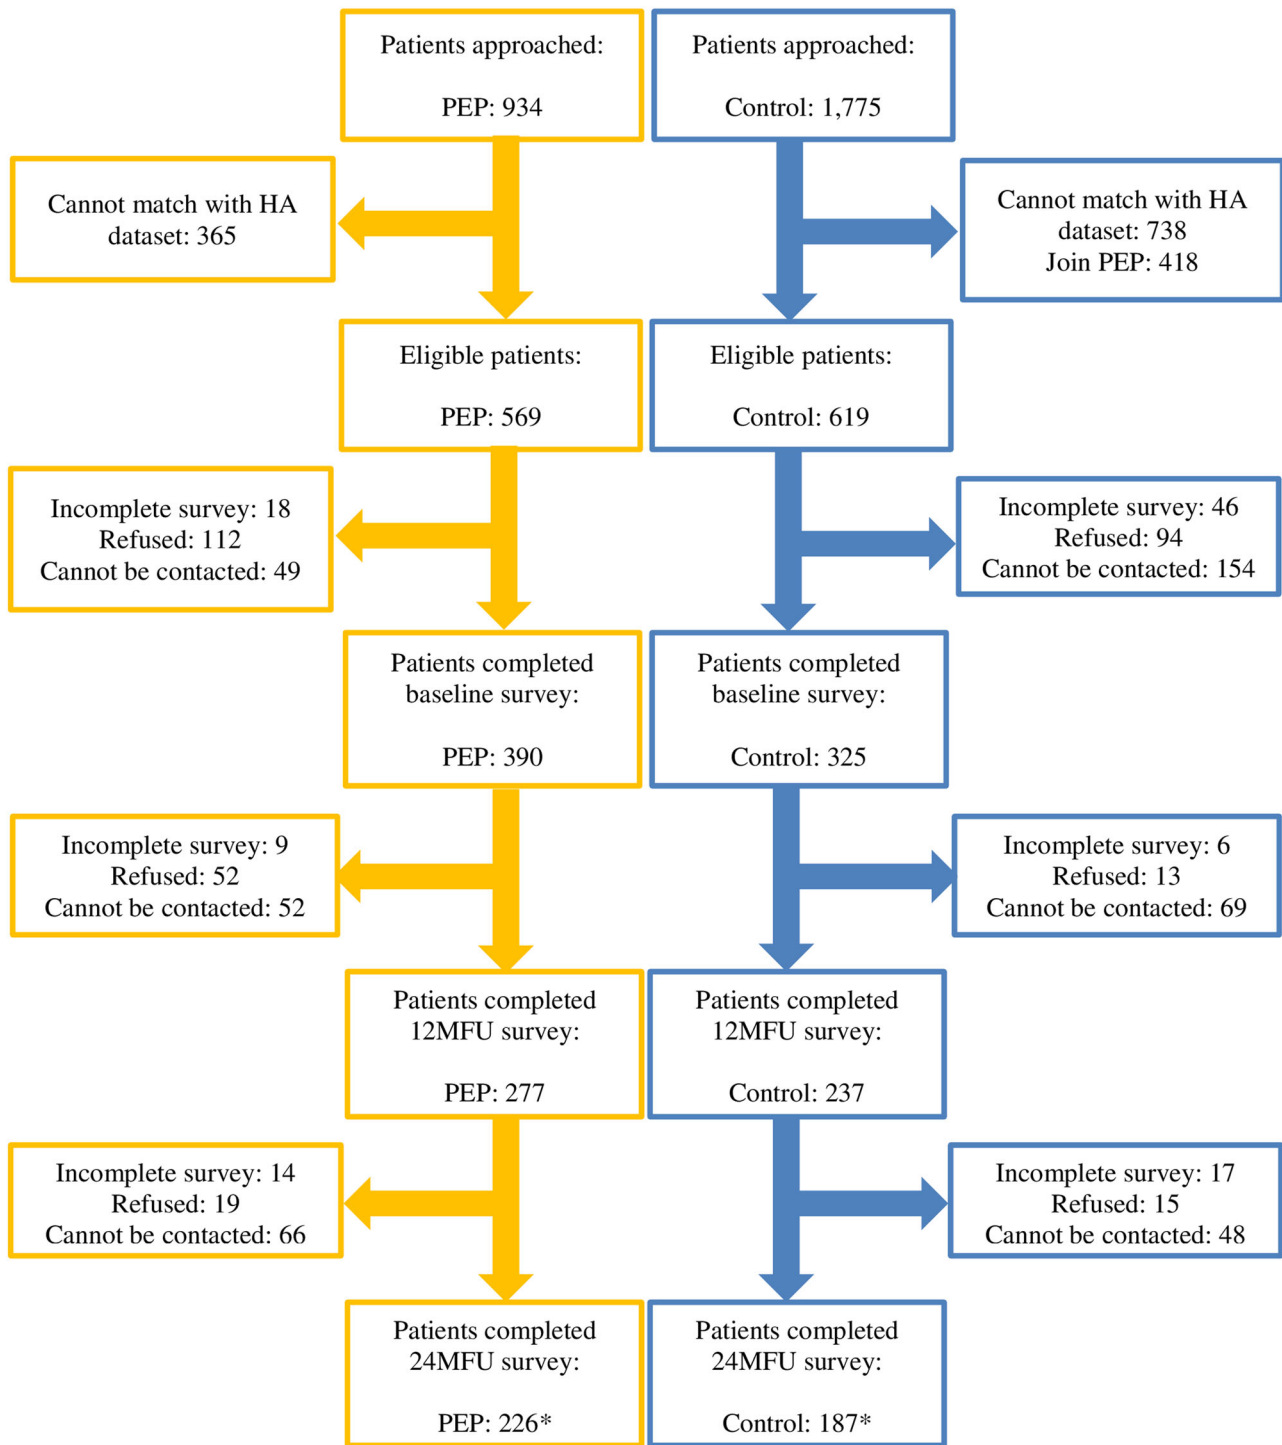 Patients approached:
PEP: 934
Patients approached:
Control: 1,775
Cannot match with HA
dataset: 365
Cannot match with HA
dataset: 738
Join PEP: 418
Eligible patients:
PEP: 569
Eligible patients:
Control: 619
Incomplete survey: 18
Refused: 112
Cannot be contacted: 49
Incomplete survey: 46
Refused: 94
Cannot be contacted: 154
Patients completed
baseline survey:
PEP: 390
Patients completed
baseline survey:
Control: 325
Incomplete survey: 9
Refused: 52
Cannot be contacted: 52
Incomplete survey: 6
Refused: 13
Cannot be contacted: 69
Patients completed
12MFU survey:
PEP: 277
Patients completed
12MFU survey:
Control: 237
Incomplete survey: 14
Refused: 19
Cannot be contacted: 66
Incomplete survey: 17
Refused: 15
Cannot be contacted: 48
Patients completed
24MFU survey:
PEP: 226*
Patients completed
24MFU survey:
Control: 187*